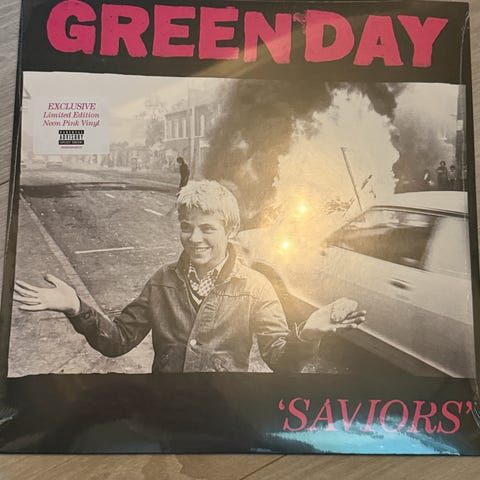 GREEN DAY
EXCLUSIVE
Limited Edition
Neon Pink Vinyl
PARENTAL
ADVISORY
EXPLICIT CONTENT
'SAVIORS'